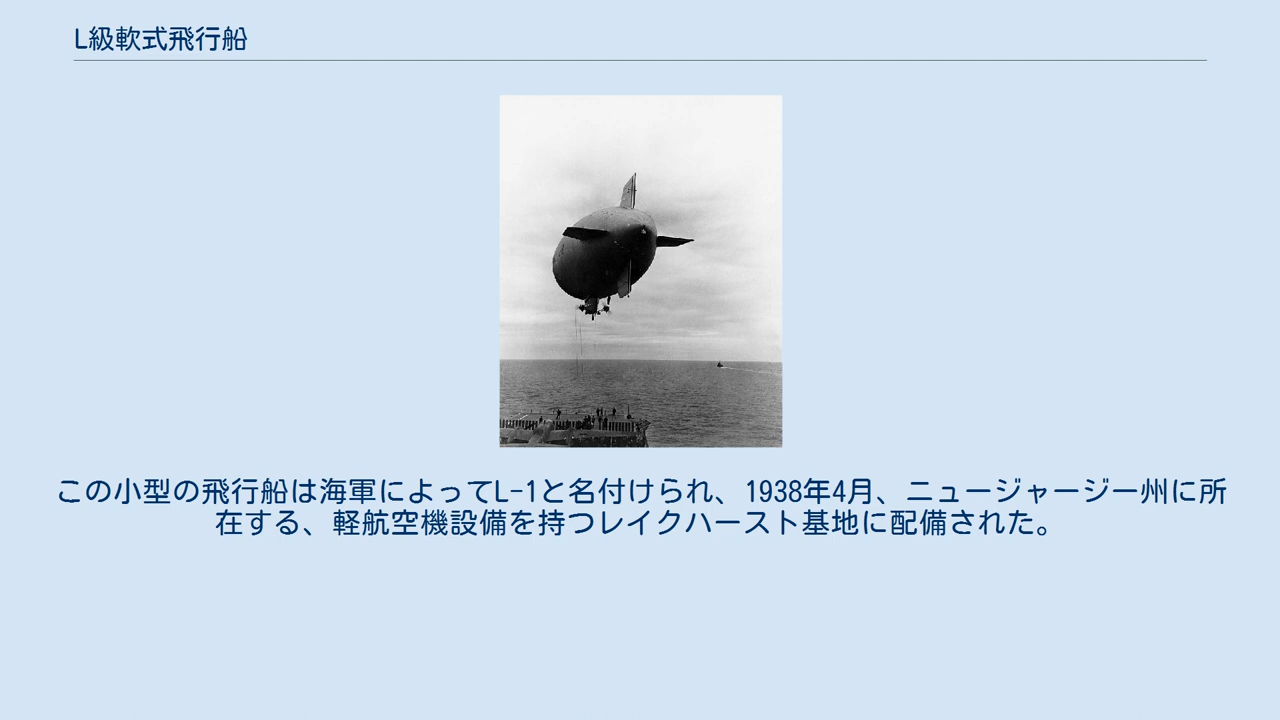 L級軟式飛行船
この小型の飛行船は海軍によってL-1と名付けられ、1938年4月、ニュージャージー州に所
在する、軽航空機設備を持つレイクハースト基地に配備された。